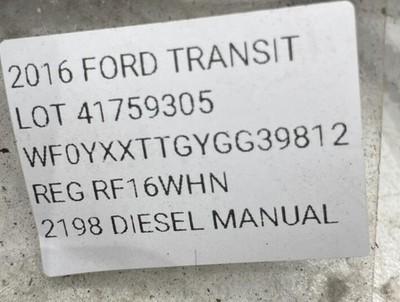 2016 FORD TRANSIT
LOT 41759305
WF0YXXTTGYGG39812
REG RF16WHN
2198 DIESEL MANUAL